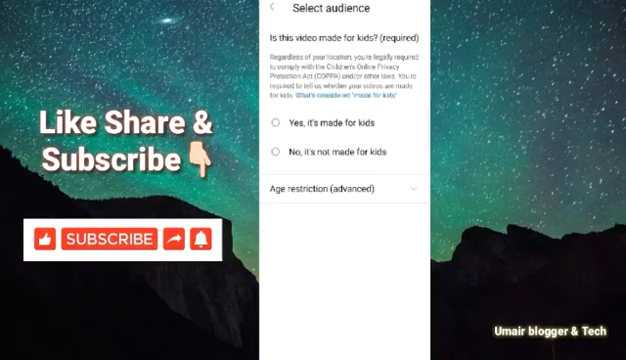 Select audience
Is this video made for kids? (required)
Regardless of your location, you're legally required
to comply with the Children's Online Privacy
Protection Act (COPPA) and/or other laws. You're
required to tell us whether your videos are made
for kids. What's considered 'made for kids'
Yes, it's made for kids
No, it's not made for kids
Age restriction (advanced)
Like Share &
Subscribe
SUBSCRIBE
Umair blogger & Tech